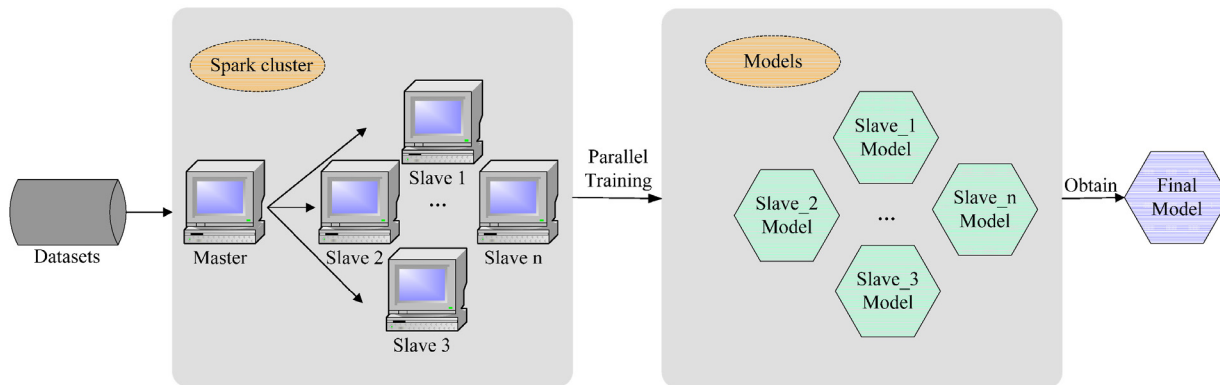 Datasets
Spark cluster
Master
Slave 1
Slave 2
...
Slave n
Slave 3
Parallel
Training
Models
Slave_1
Model
Slave_2
Model
...
Slave_n
Model
Slave_3
Model
Obtain
Final
Model